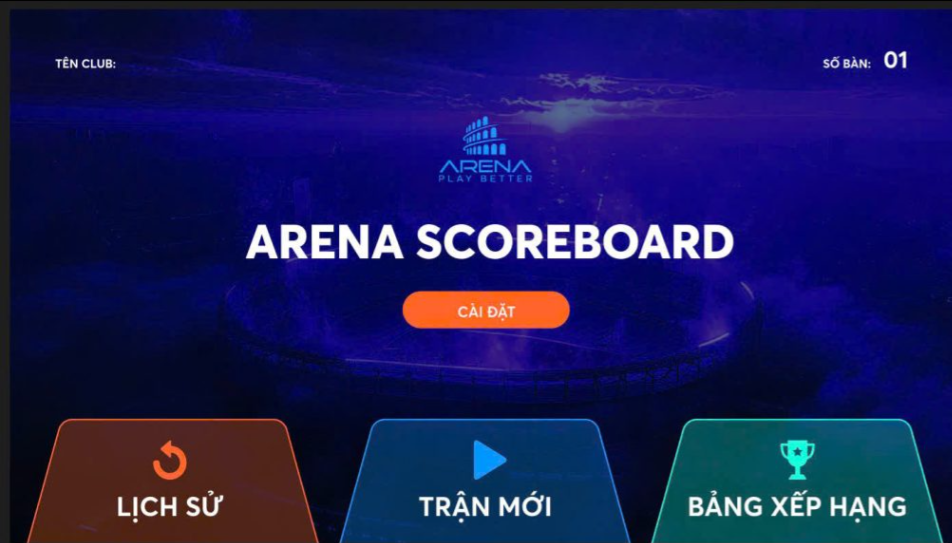 TÊN CLUB:
SỐ BÀN: 01
ARENA
PLAY BETTER
ARENA SCOREBOARD
CÀI ĐẶT
LỊCH SỬ
TRẬN MỚI
BẢNG XẾP HẠNG